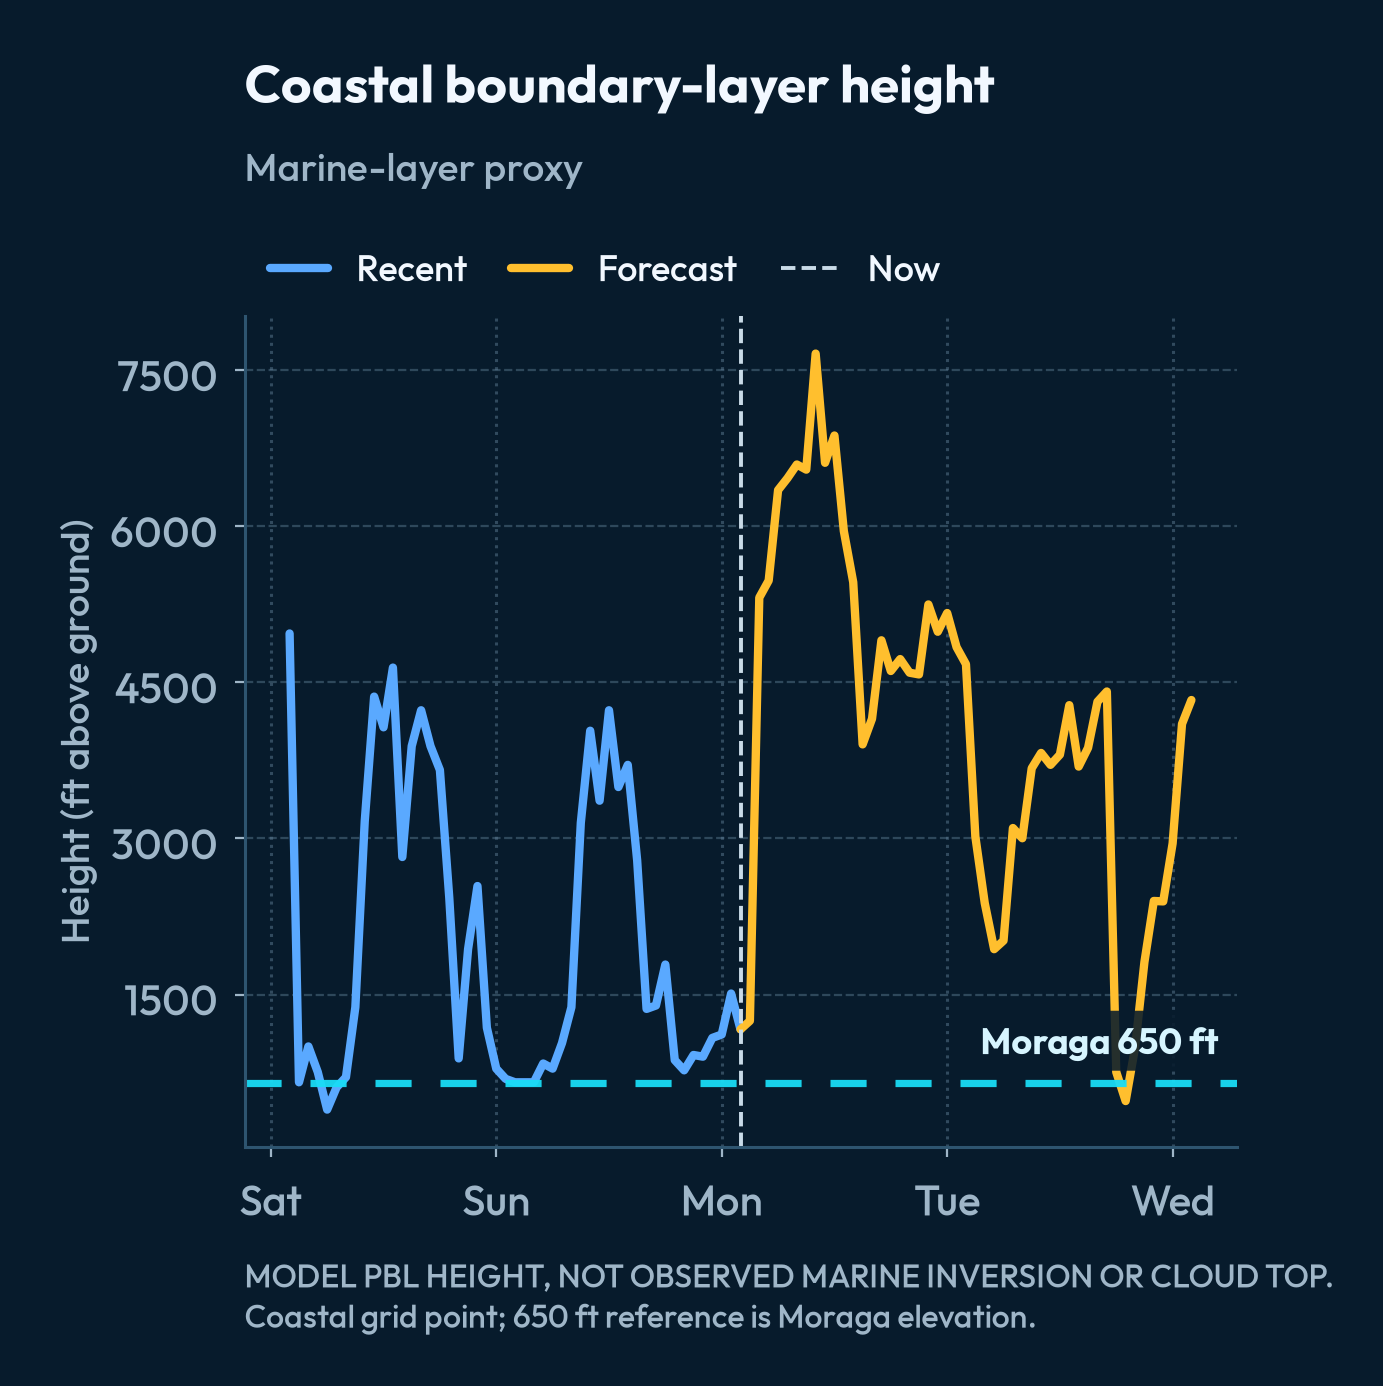 Coastal boundary-layer height
Marine-layer proxy
Recent
Forecast
Now
Height (ft above ground)
7500
6000
4500
3000
1500
Moraga 650 ft
Sat
Sun
Mon
Tue
Wed
MODEL PBL HEIGHT, NOT OBSERVED MARINE INVERSION OR CLOUD TOP.
Coastal grid point; 650 ft reference is Moraga elevation.